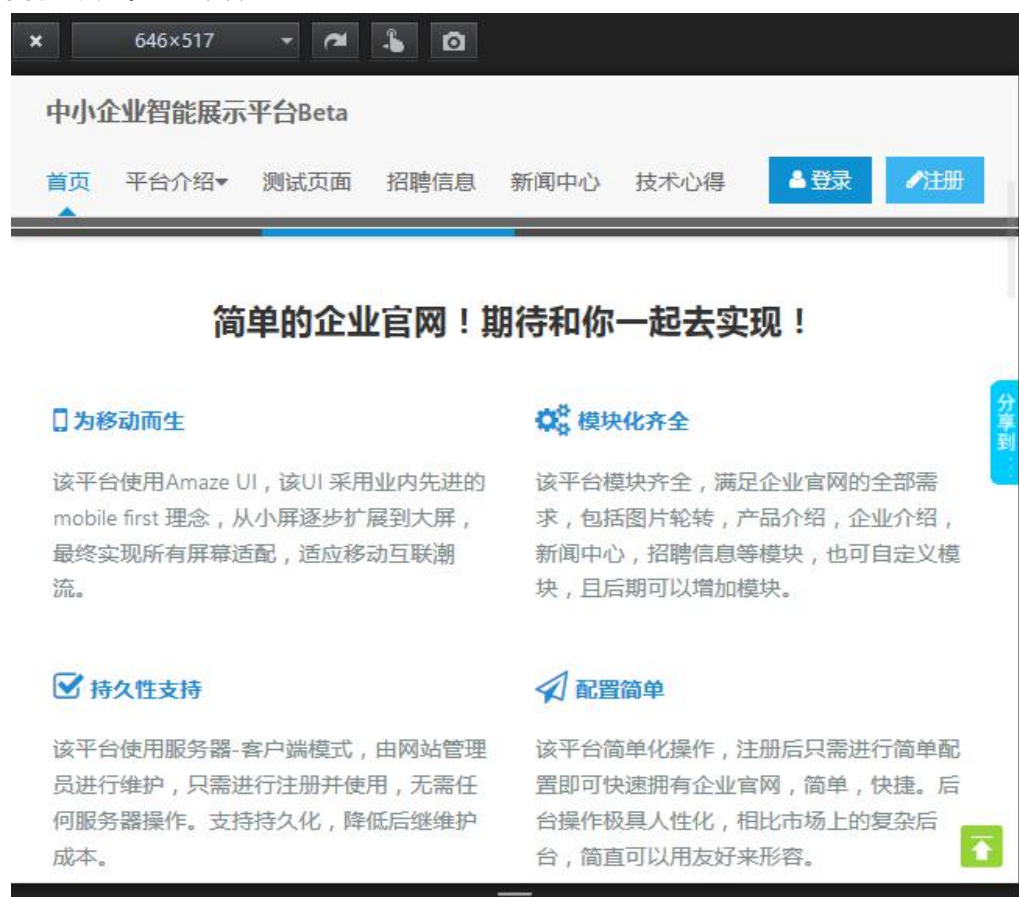 646×517
中小企业智能展示平台Beta
首页 平台介绍 测试页面 招聘信息 新闻中心 技术心得 登录 注册
简单的企业官网！期待和你一起去实现！
为移动而生
该平台使用Amaze UI，该UI 采用业内先进的
mobile first 理念，从小屏逐步扩展到大屏，
最终实现所有屏幕适配，适应移动互联潮
流。
模块化齐全
该平台模块齐全，满足企业官网的全部需
求，包括图片轮转，产品介绍，企业介绍，
新闻中心，招聘信息等模块，也可自定义模
块，且后期可以增加模块。
分享到...
持久性支持
该平台使用服务器-客户端模式，由网站管理
员进行维护，只需进行注册并使用，无需任
何服务器操作。支持持久化，降低后继维护
成本。
配置简单
该平台简单化操作，注册后只需进行简单配
置即可快速拥有企业官网，简单，快捷。后
台操作极具人性化，相比市场上的复杂后
台，简直可以用友好来形容。